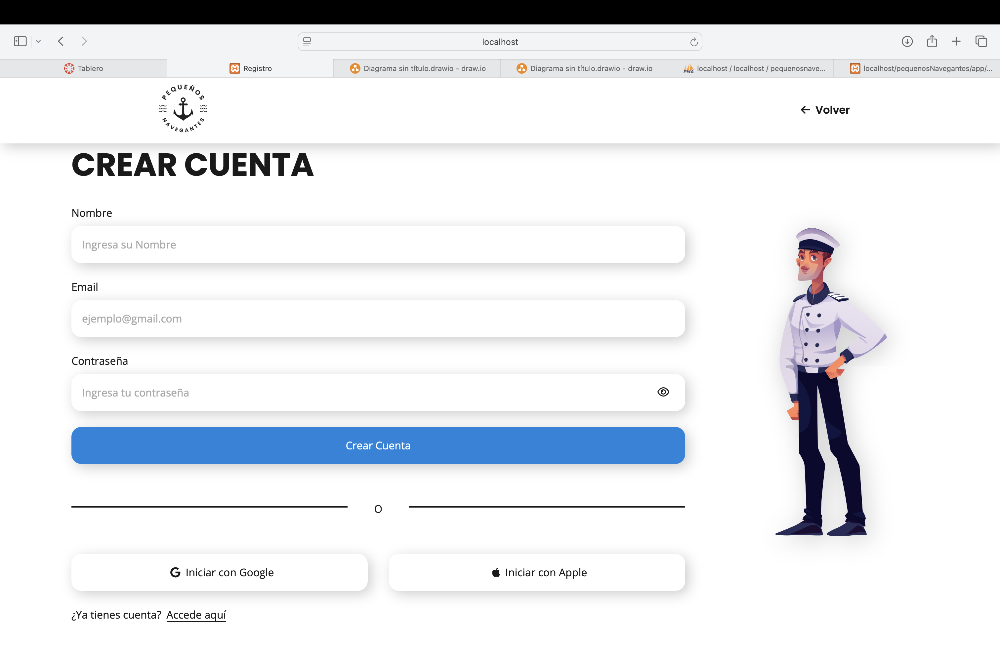 localhost
Tablero
Registro
Diagrama sin título.drawio - draw.io
Diagrama sin título.drawio - draw.io
PMA localhost / localhost / pequenosnave...
localhost/pequenosNavegantes/app/...
PEQUEÑOS
NAVEGANTES
Volver
CREAR CUENTA
Nombre
Ingresa su Nombre
Email
ejemplo@gmail.com
Contraseña
Ingresa tu contraseña
Crear Cuenta
O
Iniciar con Google
Iniciar con Apple
¿Ya tienes cuenta? Accede aquí